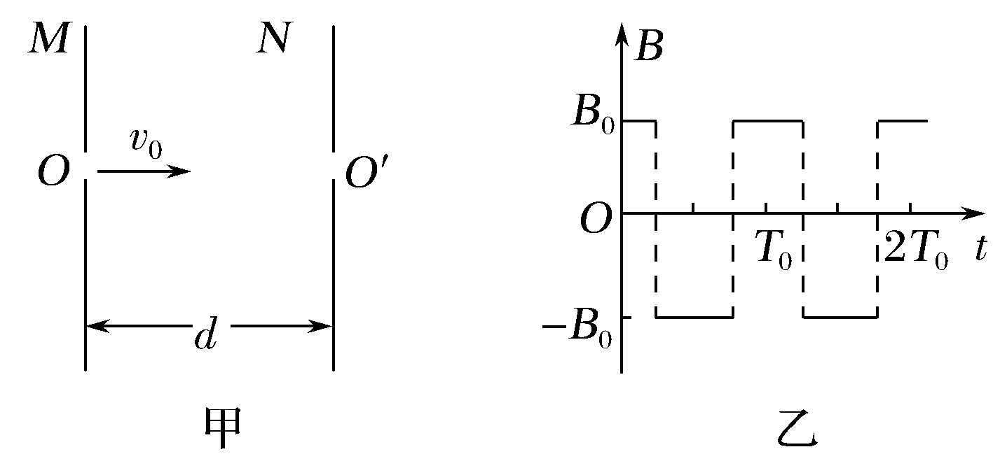 M N
v₀
O O′
d
甲
B
B₀
O
T₀ 2T₀ t
−B₀
乙